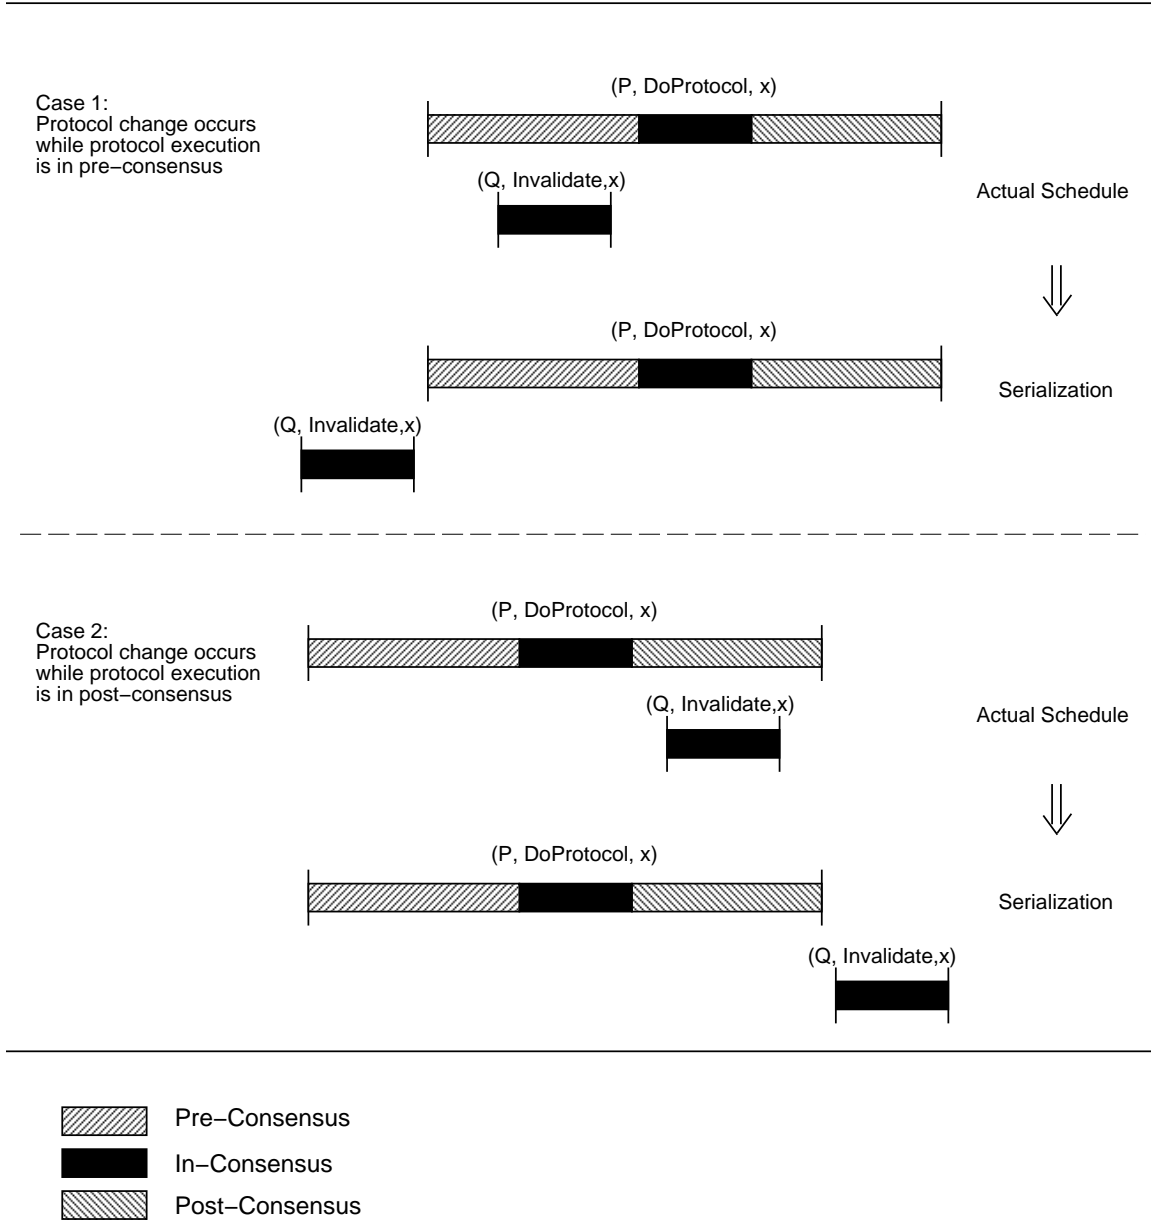 (P, DoProtocol, x)
Case 1:
Protocol change occurs
while protocol execution
is in pre−consensus
(Q, Invalidate,x)
Actual Schedule
(P, DoProtocol, x)
Serialization
(Q, Invalidate,x)
(P, DoProtocol, x)
Case 2:
Protocol change occurs
while protocol execution
is in post−consensus
(Q, Invalidate,x)
Actual Schedule
(P, DoProtocol, x)
Serialization
(Q, Invalidate,x)
Pre−Consensus
In−Consensus
Post−Consensus